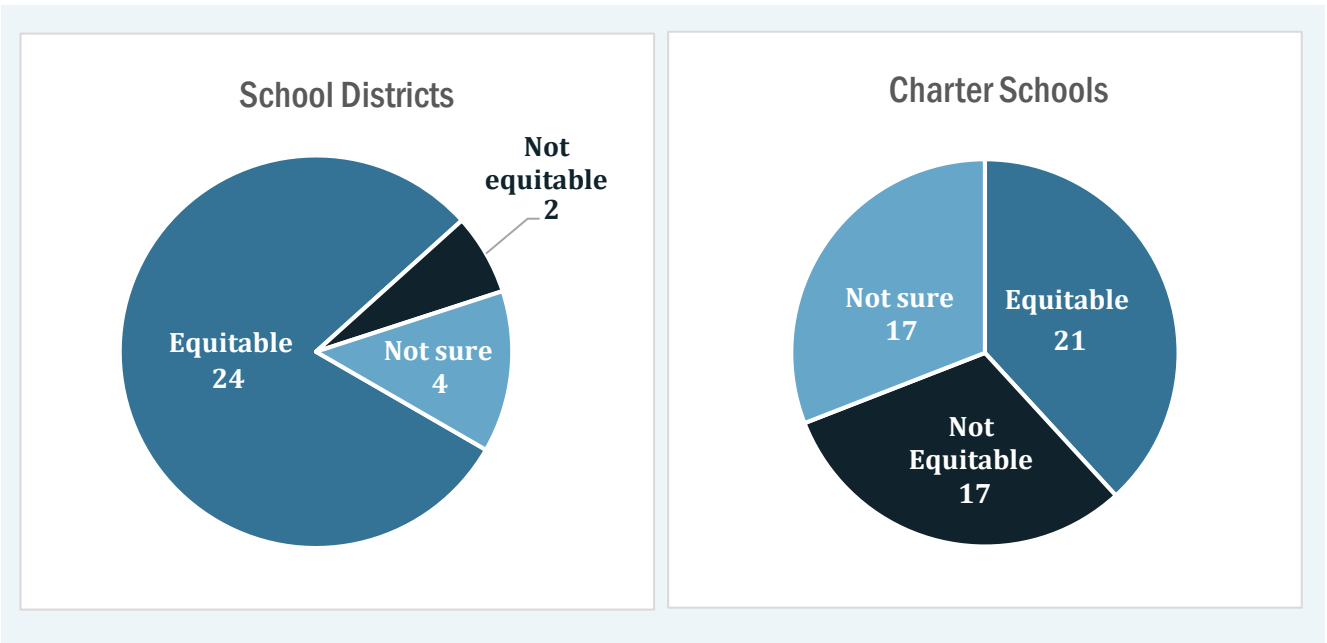 School Districts
Not
equitable
2
Equitable
24
Not sure
4
Charter Schools
Not sure
17
Equitable
21
Not
Equitable
17